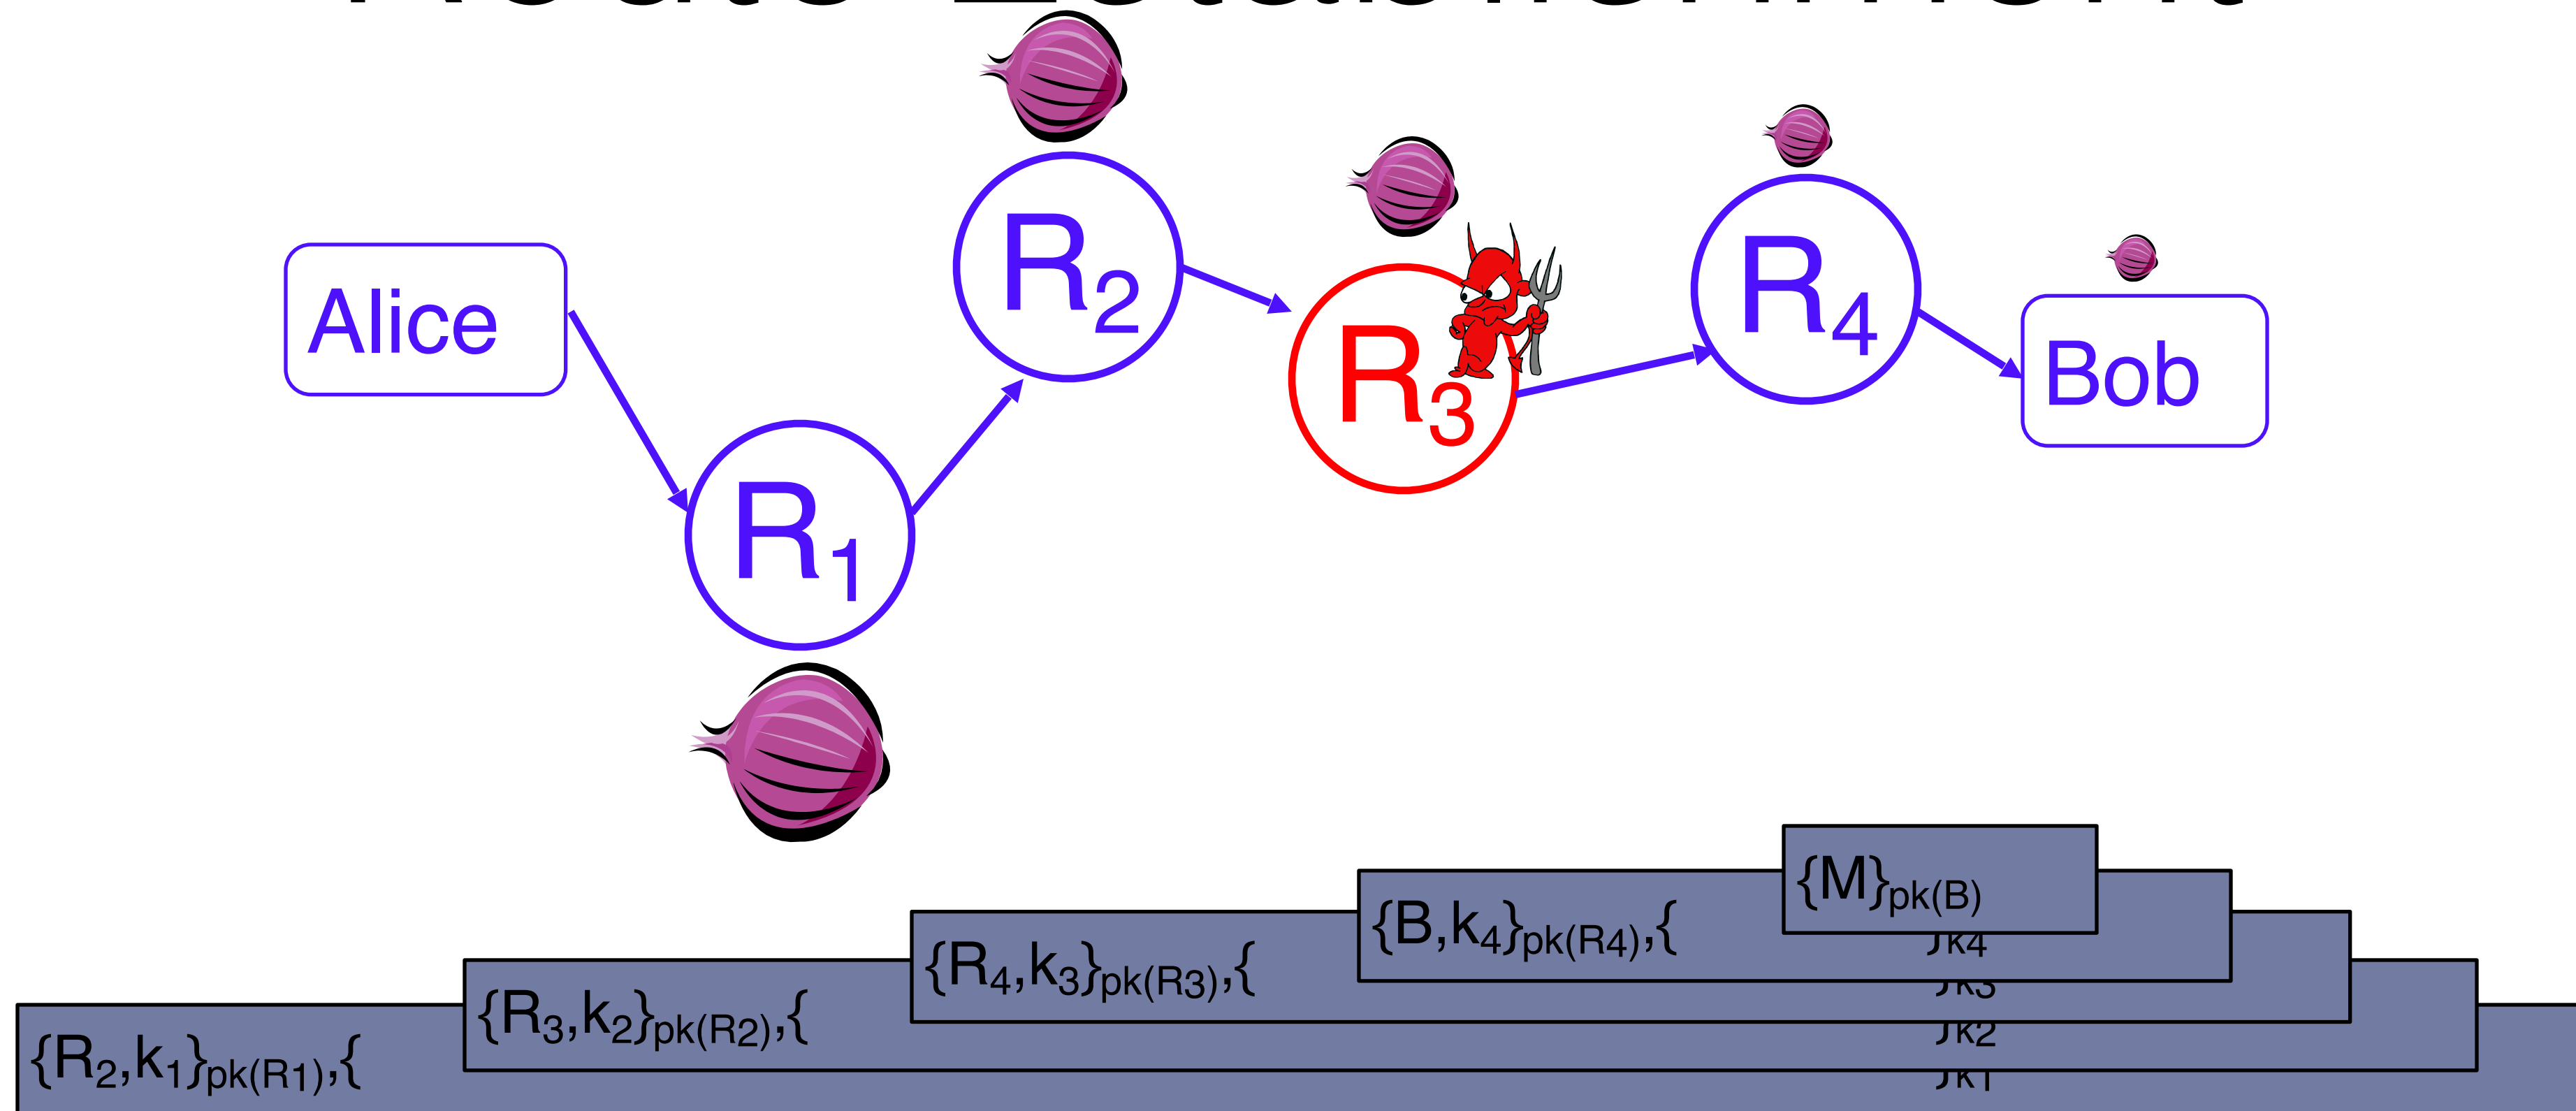 Alice
R1
R2
R3
R4
Bob
{M}pk(B)
{B,k4}pk(R4),{ }k4
{R4,k3}pk(R3),{ }k3
{R3,k2}pk(R2),{ }k2
{R2,k1}pk(R1),{ }k1